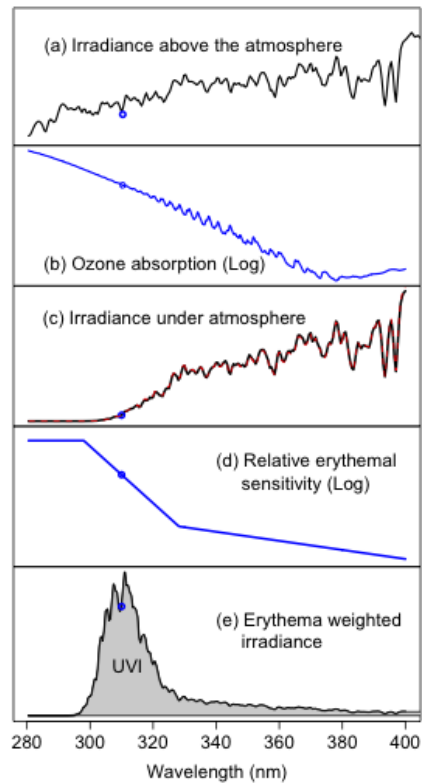 (a) Irradiance above the atmosphere
(b) Ozone absorption (Log)
(c) Irradiance under atmosphere
(d) Relative erythemal
sensitivity (Log)
(e) Erythema weighted
irradiance
UVI
280 300 320 340 360 380 400
Wavelength (nm)